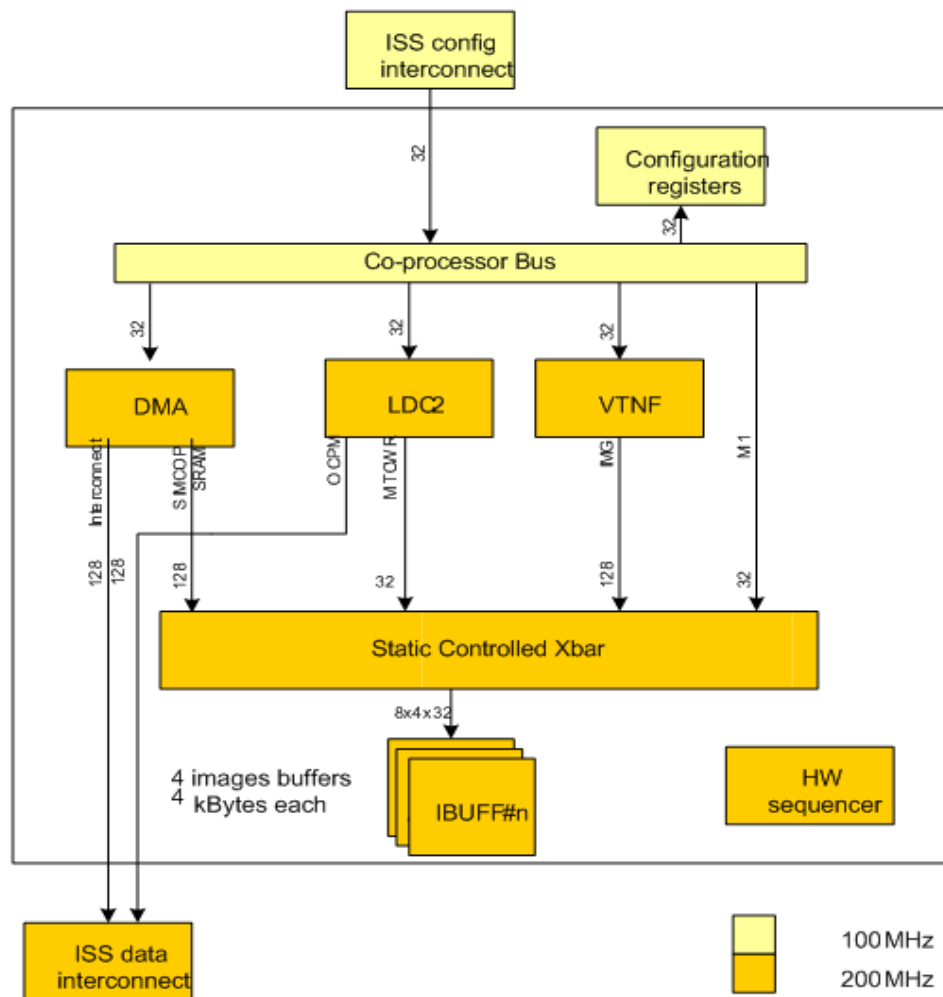 ISS config
interconnect
32
Configuration
registers
32
Co-processor Bus
32
32
32
DMA
LDC2
VTNF
Interconnect
SIMCOP
SRAM
OCPM
MTCWR
IMG
M1
128
128
128
32
128
32
Static Controlled Xbar
8x4x32
4 images buffers
4 kBytes each
IBUFF#n
HW
sequencer
ISS data
interconnect
100MHz
200MHz